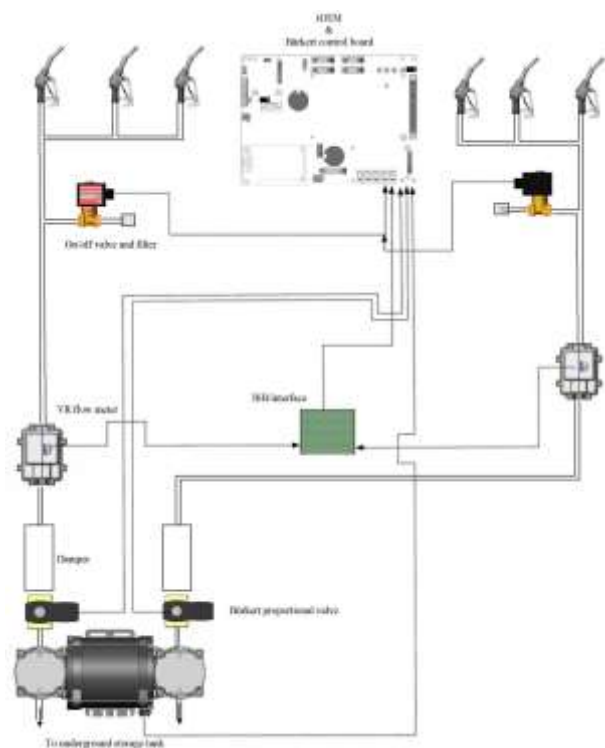 &
Bürkert control board
On/off valve and filter
VR flow meter
interface
Damper
Bürkert proportional valve
To underground storage tank